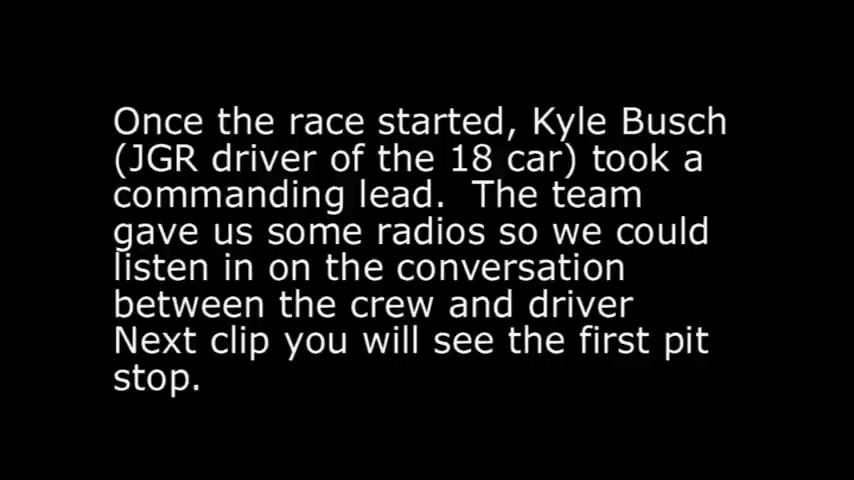 Once the race started, Kyle Busch
(JGR driver of the 18 car) took a
commanding lead.  The team
gave us some radios so we could
listen in on the conversation
between the crew and driver
Next clip you will see the first pit
stop.